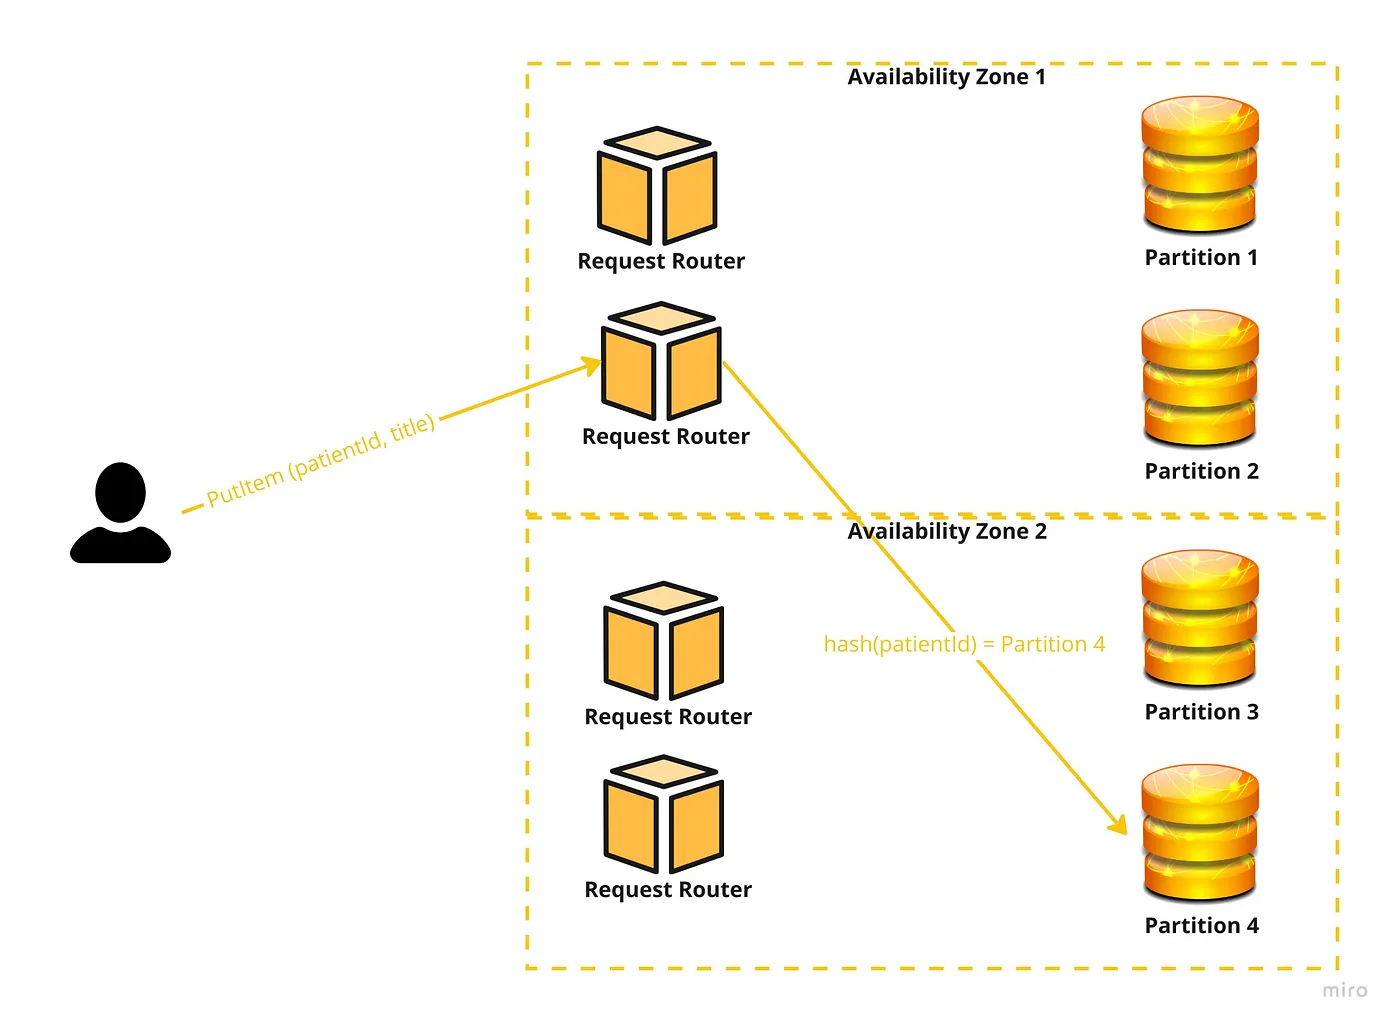 Availability Zone 1
Request Router
Partition 1
Request Router
Partition 2
PutItem (patientId, title)
Availability Zone 2
hash(patientId) = Partition 4
Request Router
Partition 3
Request Router
Partition 4
miro